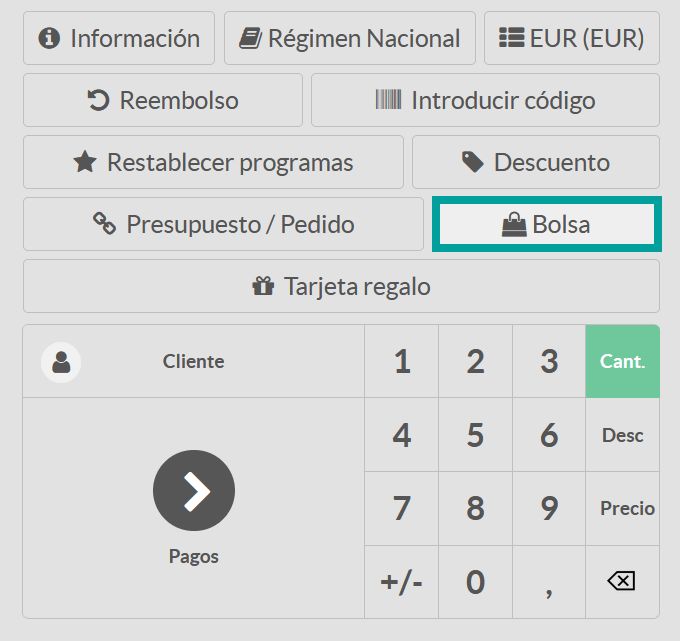 Información Régimen Nacional EUR (EUR)
Reembolso Introducir código
Restablecer programas Descuento
Presupuesto / Pedido Bolsa
Tarjeta regalo
Cliente 1 2 3 Cant.
4 5 6 Desc
7 8 9 Precio
Pagos
+/- 0 ,